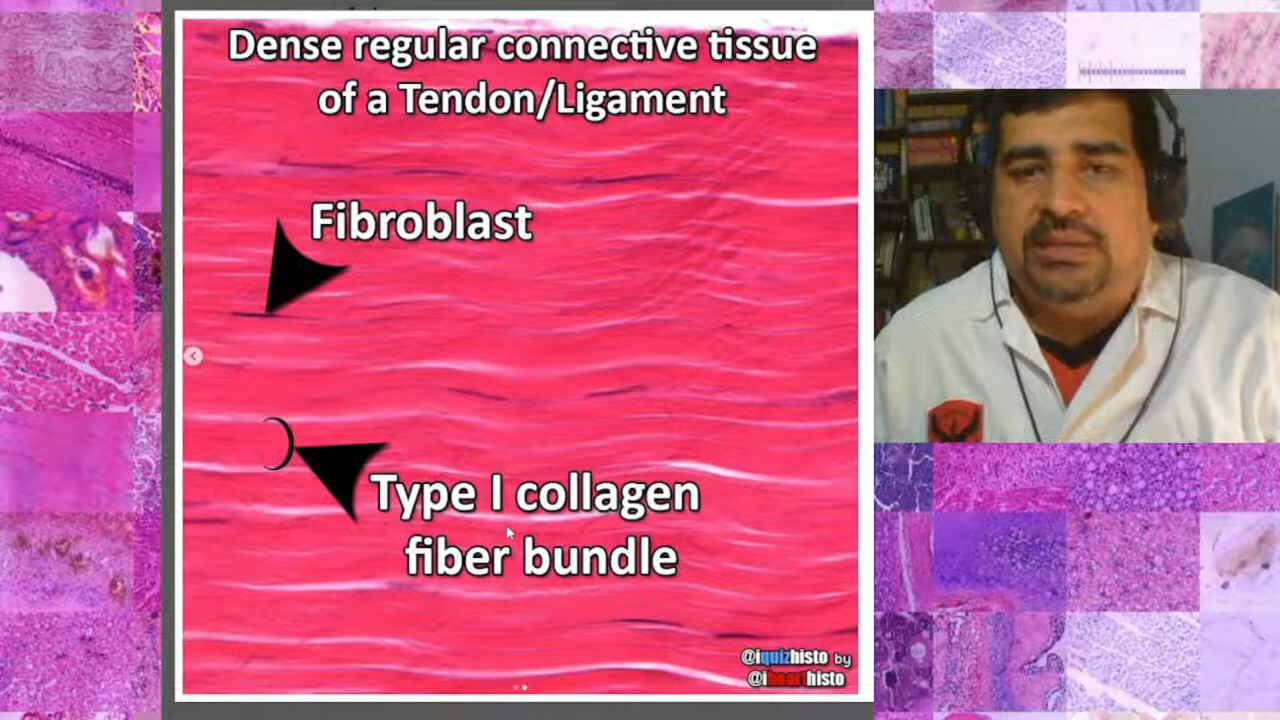 Dense regular connective tissue
of a Tendon/Ligament
Fibroblast
Type I collagen
fiber bundle
@iquizhisto by
@ihearthisto